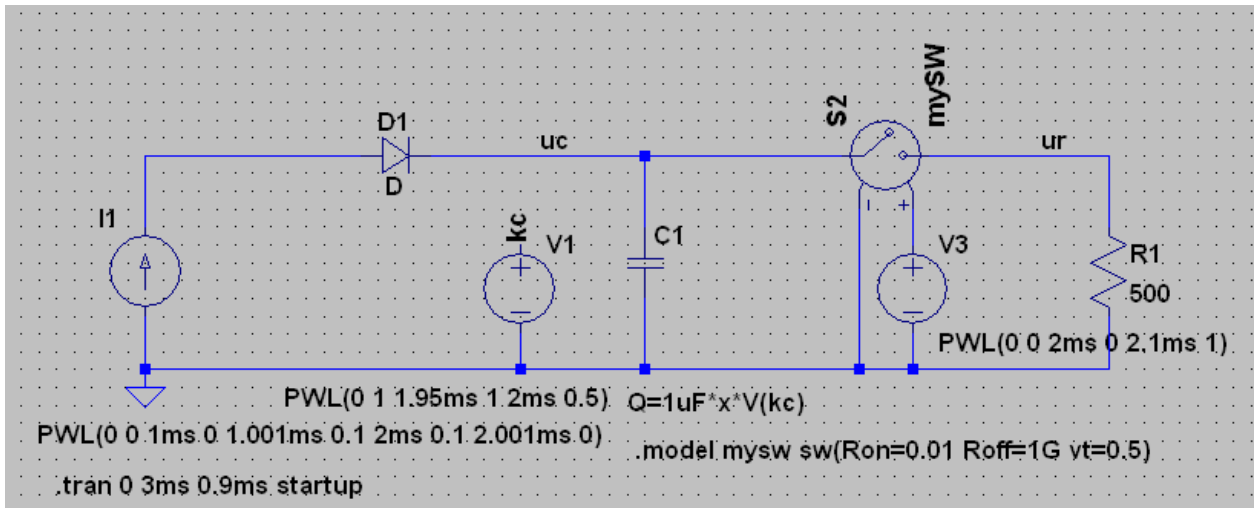 S2
mySW
D1
uc
ur
D
I1
kc
V1
C1
V3
R1
500
PWL(0 0 2ms 0 2.1ms 1)
PWL(0 1 1.95ms 1 2ms 0.5)
Q=1uF*x*V(kc)
PWL(0 0 0.1ms 0 1.001ms 0.1 2ms 0.1 2.001ms 0)
.model mysw sw(Ron=0.01 Roff=1G vt=0.5)
.tran 0 3ms 0.9ms startup